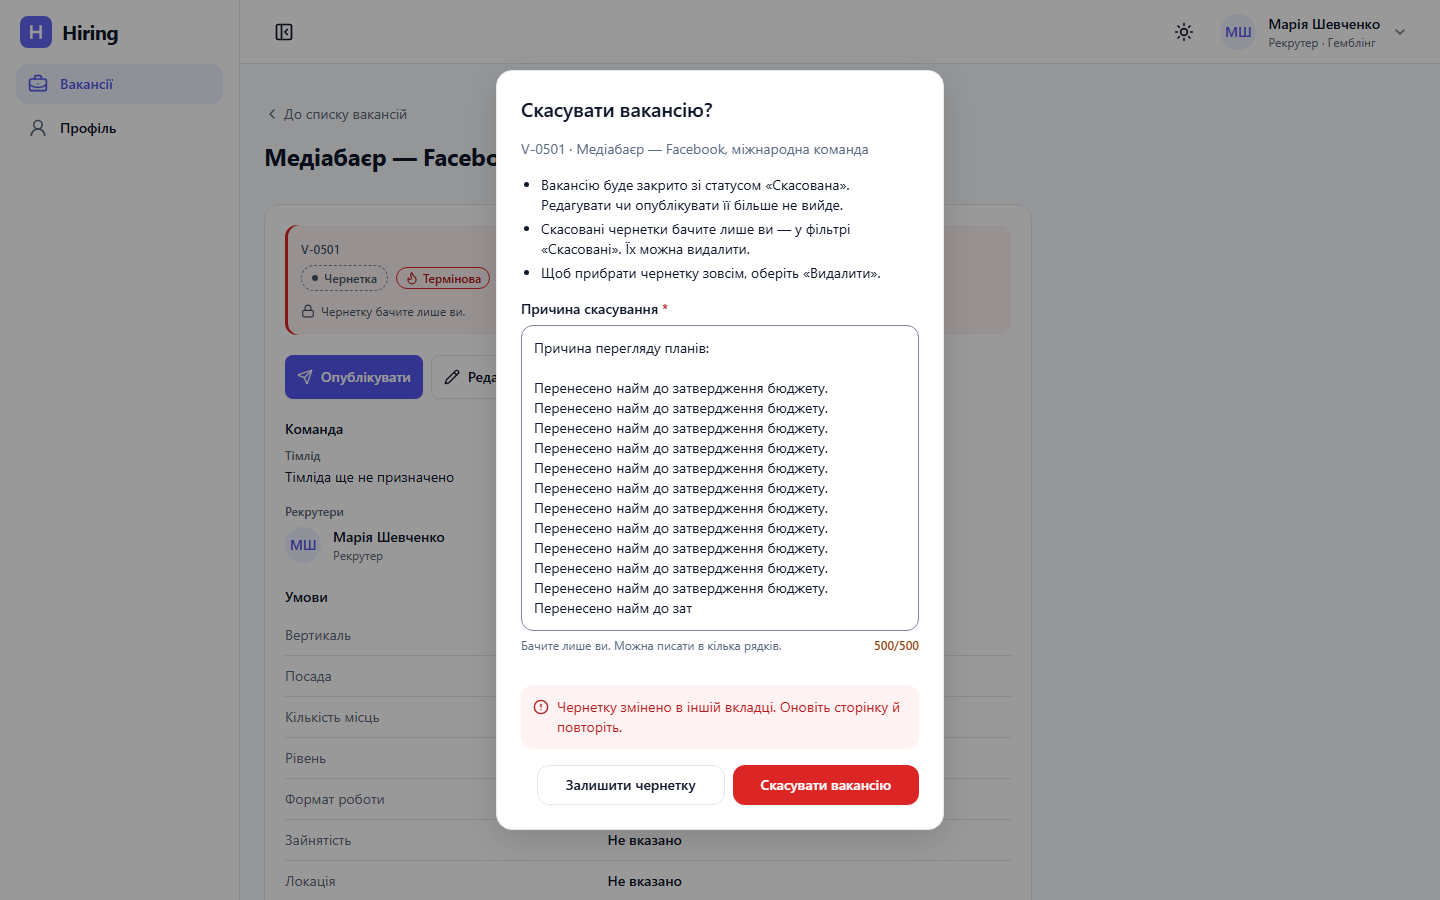 H Hiring
Вакансії
Профіль
МШ
Марія Шевченко
Рекрутер · Гемблінг
До списку вакансій
Медіабаєр — Facebo
V-0501
Чернетка
Термінова
Чернетку бачите лише ви.
Опублікувати
Реда
Команда
Тімлід
Тімліда ще не призначено
Рекрутери
МШ
Марія Шевченко
Рекрутер
Умови
Вертикаль
Посада
Кількість місць
Рівень
Формат роботи
Зайнятість
Не вказано
Локація
Не вказано
Скасувати вакансію?
V-0501 · Медіабаєр — Facebook, міжнародна команда
Вакансію буде закрито зі статусом «Скасована».
Редагувати чи опублікувати її більше не вийде.
Скасовані чернетки бачите лише ви — у фільтрі
«Скасовані». Їх можна видалити.
Щоб прибрати чернетку зовсім, оберіть «Видалити».
Причина скасування *
Причина перегляду планів:
Перенесено найм до затвердження бюджету.
Перенесено найм до затвердження бюджету.
Перенесено найм до затвердження бюджету.
Перенесено найм до затвердження бюджету.
Перенесено найм до затвердження бюджету.
Перенесено найм до затвердження бюджету.
Перенесено найм до затвердження бюджету.
Перенесено найм до затвердження бюджету.
Перенесено найм до затвердження бюджету.
Перенесено найм до затвердження бюджету.
Перенесено найм до затвердження бюджету.
Перенесено найм до зат
Бачите лише ви. Можна писати в кілька рядків.
500/500
Чернетку змінено в іншій вкладці. Оновіть сторінку й
повторіть.
Залишити чернетку
Скасувати вакансію